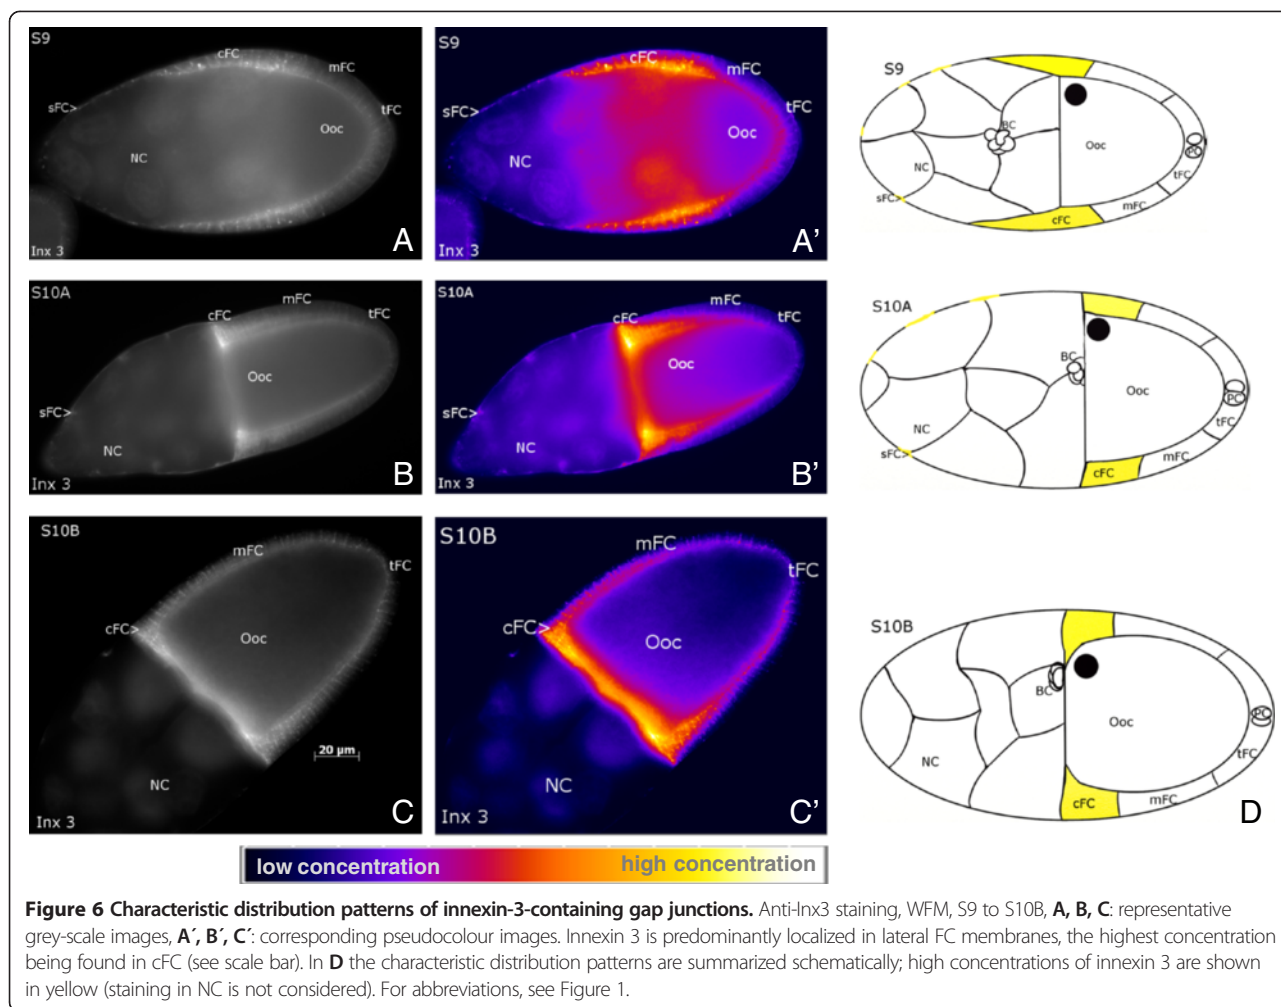 S9
cFC
mFC
sFC>
tFC
Ooc
NC
Inx 3
A
S9
cFC
mFC
sFC>
tFC
Ooc
NC
Inx 3
A’
S9
BC
Ooc
PC
NC
tFC
sFC>
mFC
cFC
S10A
mFC
cFC
tFC
Ooc
sFC>
NC
Inx 3
B
S10A
mFC
cFC
tFC
Ooc
sFC>
NC
Inx 3
B’
S10A
BC
Ooc
PC
NC
tFC
sFC>
mFC
cFC
S10B
mFC
tFC
cFC>
Ooc
20 µm
NC
Inx 3
C
S10B
mFC
tFC
cFC>
Ooc
NC
Inx 3
C’
S10B
BC
PC
Ooc
NC
tFC
cFC
mFC
D
low concentration high concentration
Figure 6 Characteristic distribution patterns of innexin-3-containing gap junctions. Anti-Inx3 staining, WFM, S9 to S10B, A, B, C: representative
grey-scale images, A´, B´, C´: corresponding pseudocolour images. Innexin 3 is predominantly localized in lateral FC membranes, the highest concentration
being found in cFC (see scale bar). In D the characteristic distribution patterns are summarized schematically; high concentrations of innexin 3 are shown
in yellow (staining in NC is not considered). For abbreviations, see Figure 1.